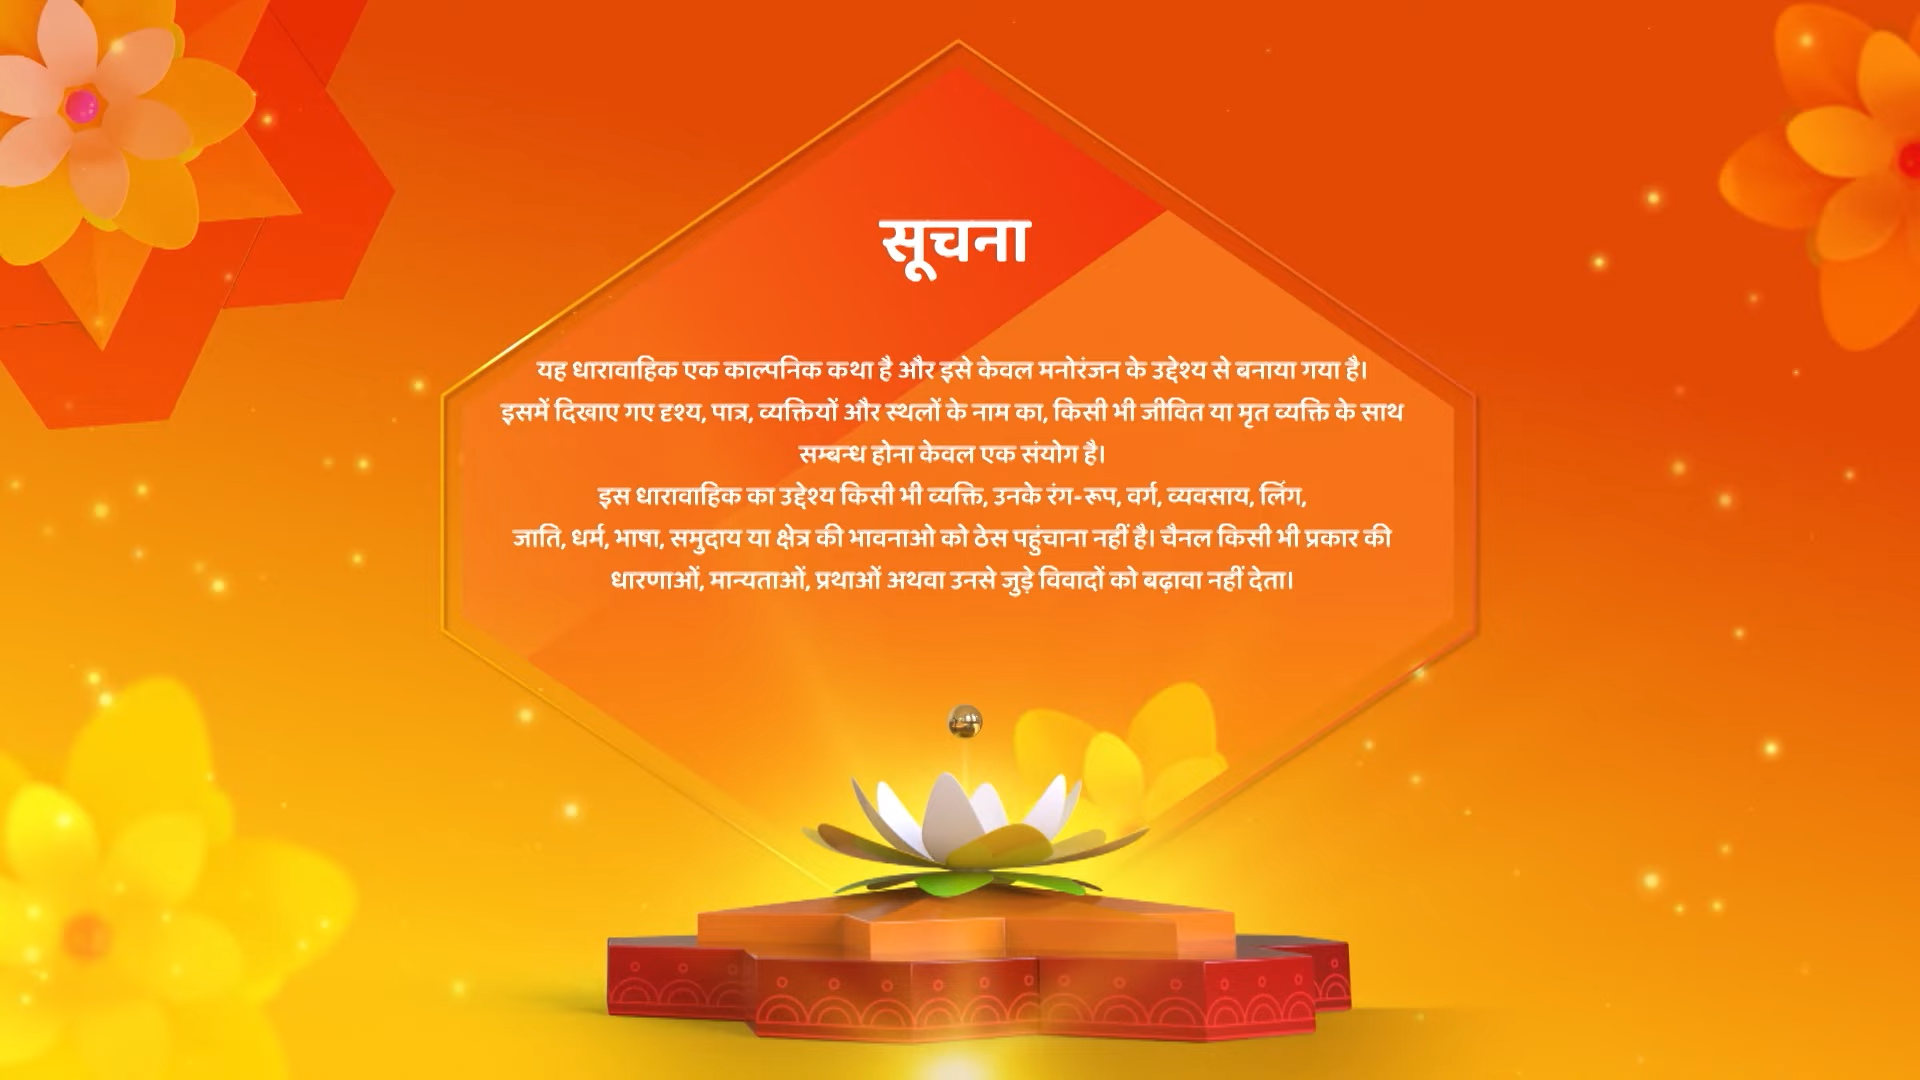 सूचना
यह धारावाहिक एक काल्पनिक कथा है और इसे केवल मनोरंजन के उद्देश्य से बनाया गया है।
इसमें दिखाए गए दृश्य, पात्र, व्यक्तियों और स्थलों के नाम का, किसी भी जीवित या मृत व्यक्ति के साथ
सम्बन्ध होना केवल एक संयोग है।
इस धारावाहिक का उद्देश्य किसी भी व्यक्ति, उनके रंग-रूप, वर्ग, व्यवसाय, लिंग,
जाति, धर्म, भाषा, समुदाय या क्षेत्र की भावनाओ को ठेस पहुंचाना नहीं है। चैनल किसी भी प्रकार की
धारणाओं, मान्यताओं, प्रथाओं अथवा उनसे जुड़े विवादों को बढ़ावा नहीं देता।